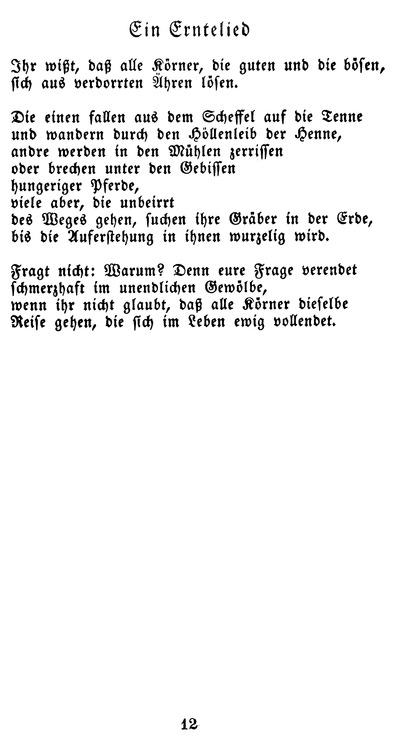 Ein Erntelied
Ihr wißt, daß alle Körner, die guten und die bösen,
sich aus verdorrten Ähren lösen.
Die einen fallen aus dem Scheffel auf die Tenne
und wandern durch den Höllenleib der Henne,
andre werden in den Mühlen zerrissen
oder brechen unter den Gebissen
hungeriger Pferde,
viele aber, die unbeirrt
des Weges gehen, suchen ihre Gräber in der Erde,
bis die Auferstehung in ihnen wurzelig wird.
Fragt nicht: Warum? Denn eure Frage verendet
schmerzhaft im unendlichen Gewölbe,
wenn ihr nicht glaubt, daß alle Körner dieselbe
Reise gehen, die sich im Leben ewig vollendet.
12